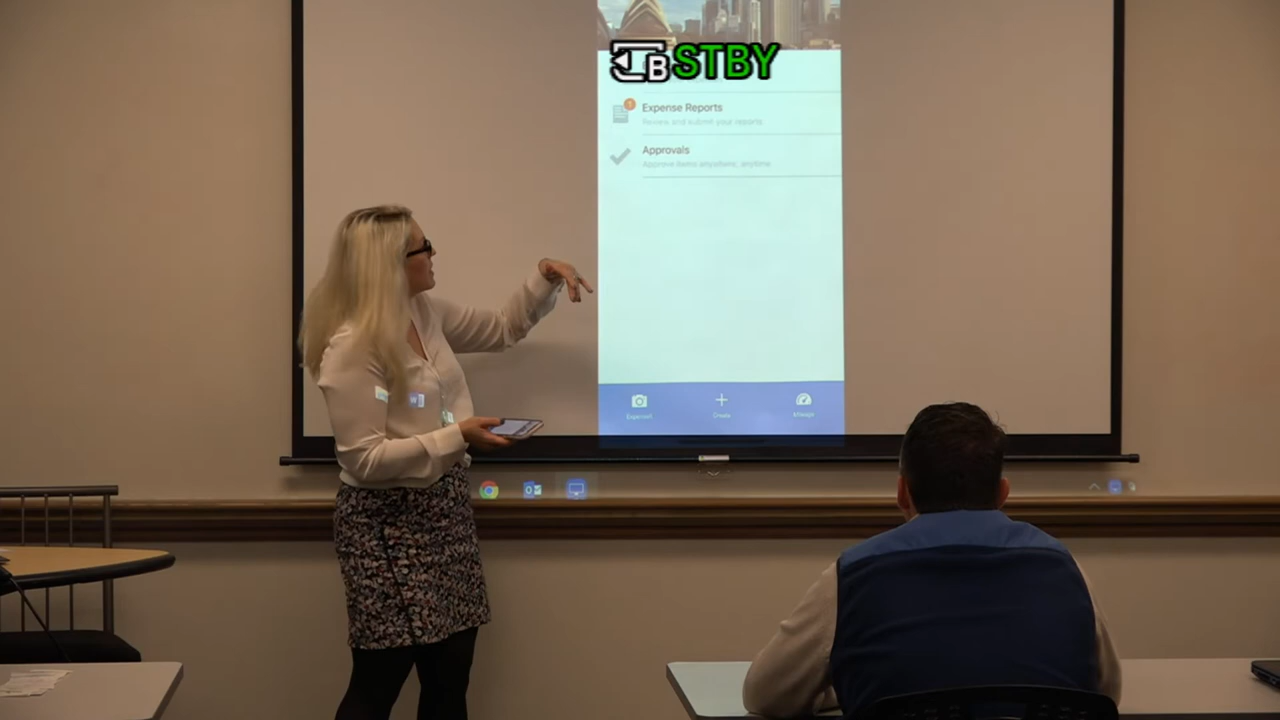 B STBY
Expense Reports
Review and submit your reports
Approvals
Approve items anywhere, anytime
Create
Manage